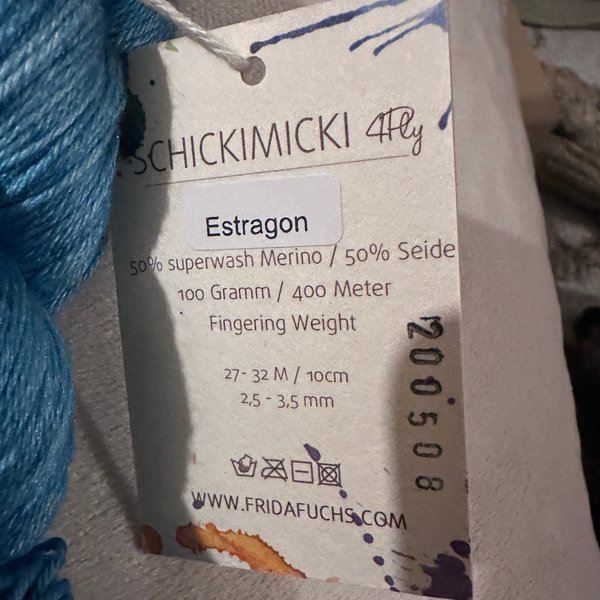 SCHICKIMICKI 4Fly
Estragon
50% superwash Merino / 50% Seide
100 Gramm / 400 Meter
Fingering Weight
27- 32 M / 10cm
2,5 - 3,5 mm
WWW.FRIDAFUCHS.COM
200508